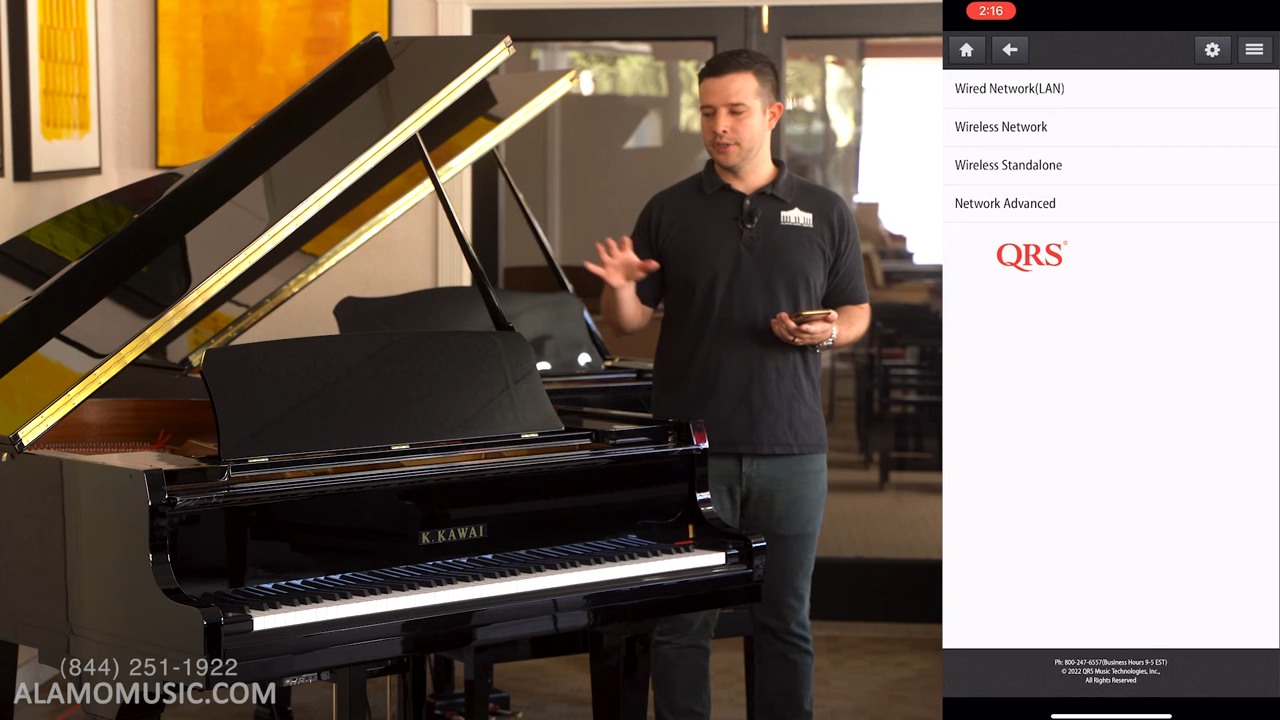 2:16
Wired Network(LAN)
Wireless Network
Wireless Standalone
Network Advanced
QRS®
K.KAWAI
(844) 251-1922
ALAMOMUSIC.COM
Ph: 800-247-6557(Business Hours 9-5 EST)
© 2022 QRS Music Technologies, Inc.,
All Rights Reserved